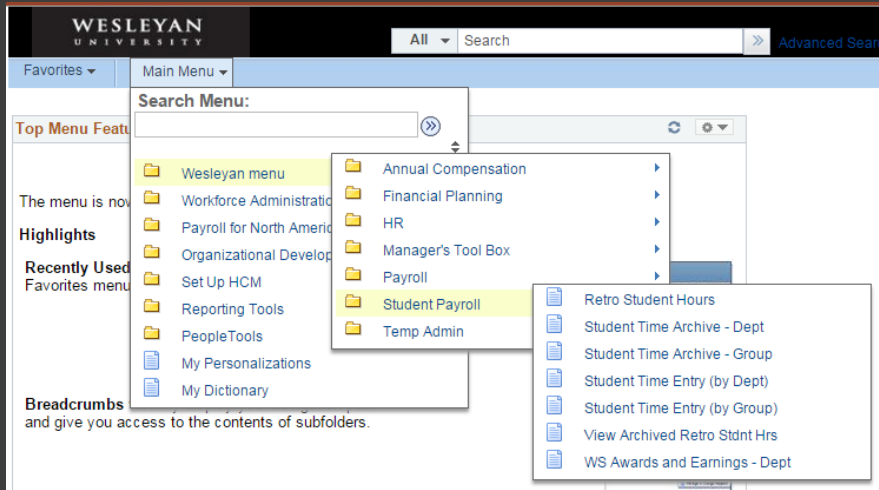 WESLEYAN
UNIVERSITY
All
Search
Advanced Sear
Favorites
Main Menu
Search Menu:
Top Menu Featu
Wesleyan menu
Workforce Administratio
Payroll for North Americ
Organizational Develop
Set Up HCM
Reporting Tools
PeopleTools
My Personalizations
My Dictionary
Annual Compensation
Financial Planning
HR
Manager's Tool Box
Payroll
Student Payroll
Temp Admin
Retro Student Hours
Student Time Archive - Dept
Student Time Archive - Group
Student Time Entry (by Dept)
Student Time Entry (by Group)
View Archived Retro Stdnt Hrs
WS Awards and Earnings - Dept
The menu is now
Highlights
Recently Used
Favorites menu
Breadcrumbs
and give you access to the contents of subfolders.